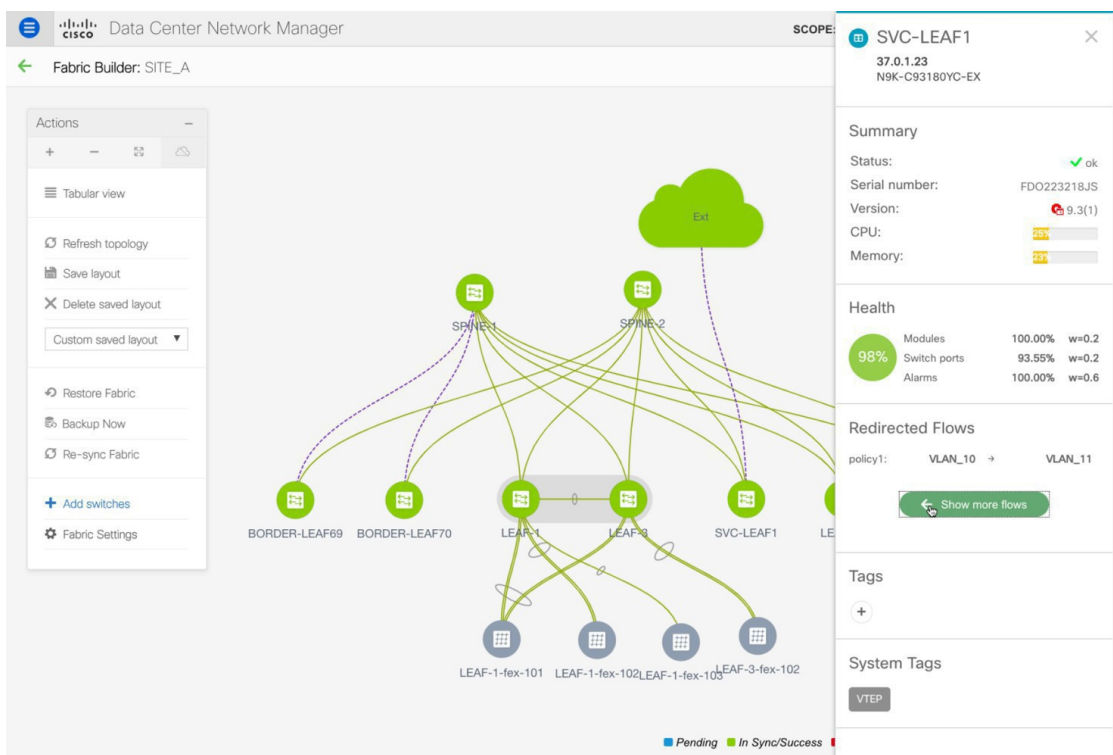 cisco Data Center Network Manager
SCOPE:
Fabric Builder: SITE_A
Actions
Tabular view
Refresh topology
Save layout
Delete saved layout
Custom saved layout
Restore Fabric
Backup Now
Re-sync Fabric
Add switches
Fabric Settings
Ext
SPINE-1
SPINE-2
BORDER-LEAF69
BORDER-LEAF70
LEAF-1
LEAF-3
SVC-LEAF1
LE
LEAF-1-fex-101
LEAF-1-fex-102
LEAF-1-fex-103
LEAF-3-fex-102
Pending
In Sync/Success
SVC-LEAF1
37.0.1.23
N9K-C93180YC-EX
Summary
Status: ok
Serial number: FDO223218JS
Version: 9.3(1)
CPU: 25%
Memory: 23%
Health
98%
Modules 100.00% w=0.2
Switch ports 93.55% w=0.2
Alarms 100.00% w=0.6
Redirected Flows
policy1: VLAN_10 → VLAN_11
Show more flows
Tags
+
System Tags
VTEP